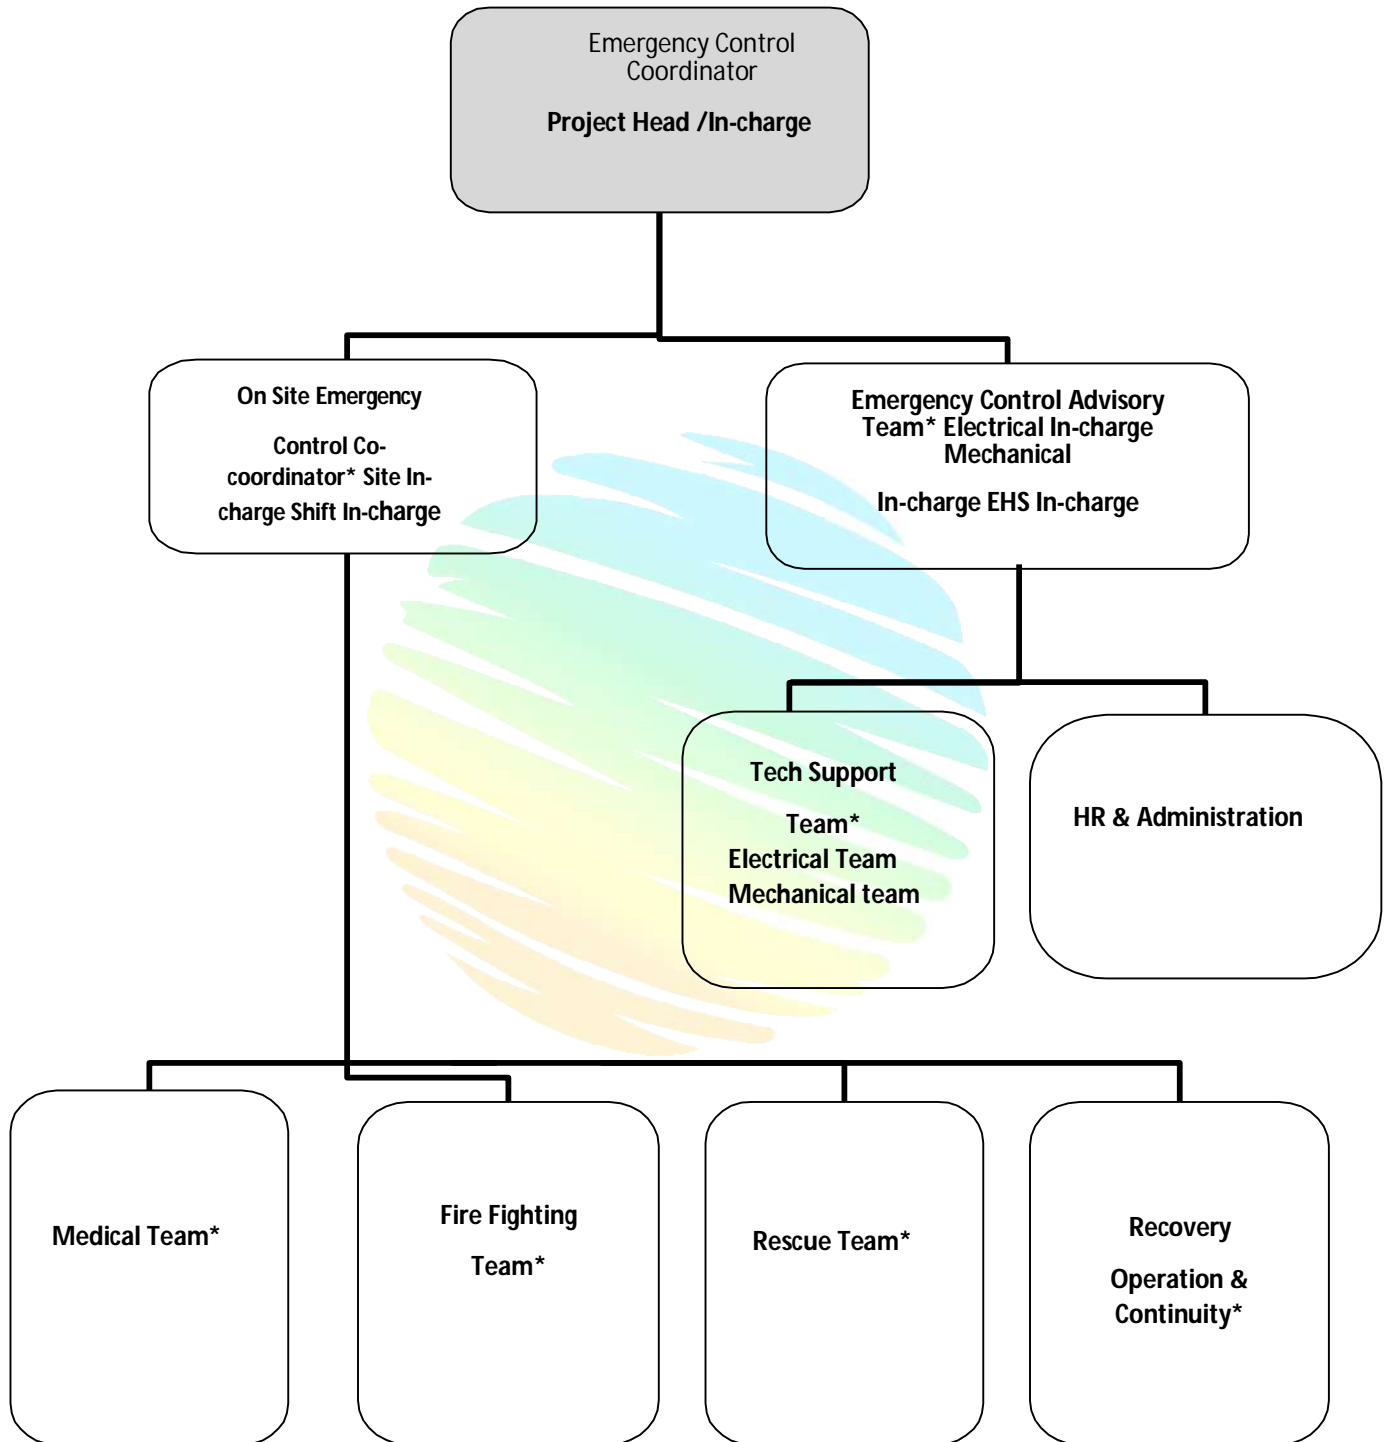 Emergency Control
Coordinator
Project Head /In-charge
On Site Emergency
Control Co-
coordinator* Site In-
charge Shift In-charge
Emergency Control Advisory
Team* Electrical In-charge
Mechanical
In-charge EHS In-charge
Tech Support
Team*
Electrical Team
Mechanical team
HR & Administration
Medical Team*
Fire Fighting
Team*
Rescue Team*
Recovery
Operation &
Continuity*